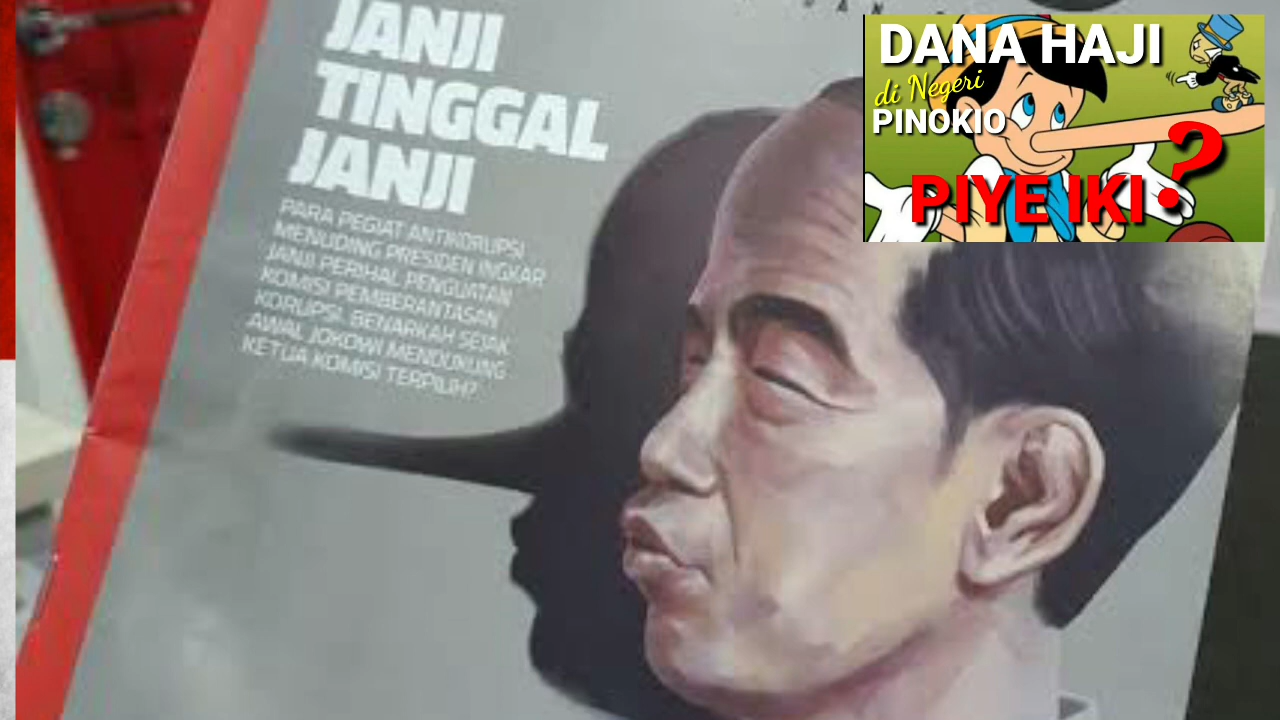 JANJI
TINGGAL
JANJI
PARA PEGIAT ANTIKORUPSI
MENUDING PRESIDEN INGKAR
JANJI PERIHAL PENGUATAN
KOMISI PEMBERANTASAN
KORUPSI. BENARKAH SEJAK
AWAL JOKOWI MENDUKUNG
KETUA KOMISI TERPILIH?
DANA HAJI
di Negeri
PINOKIO
PIYE IKI ?